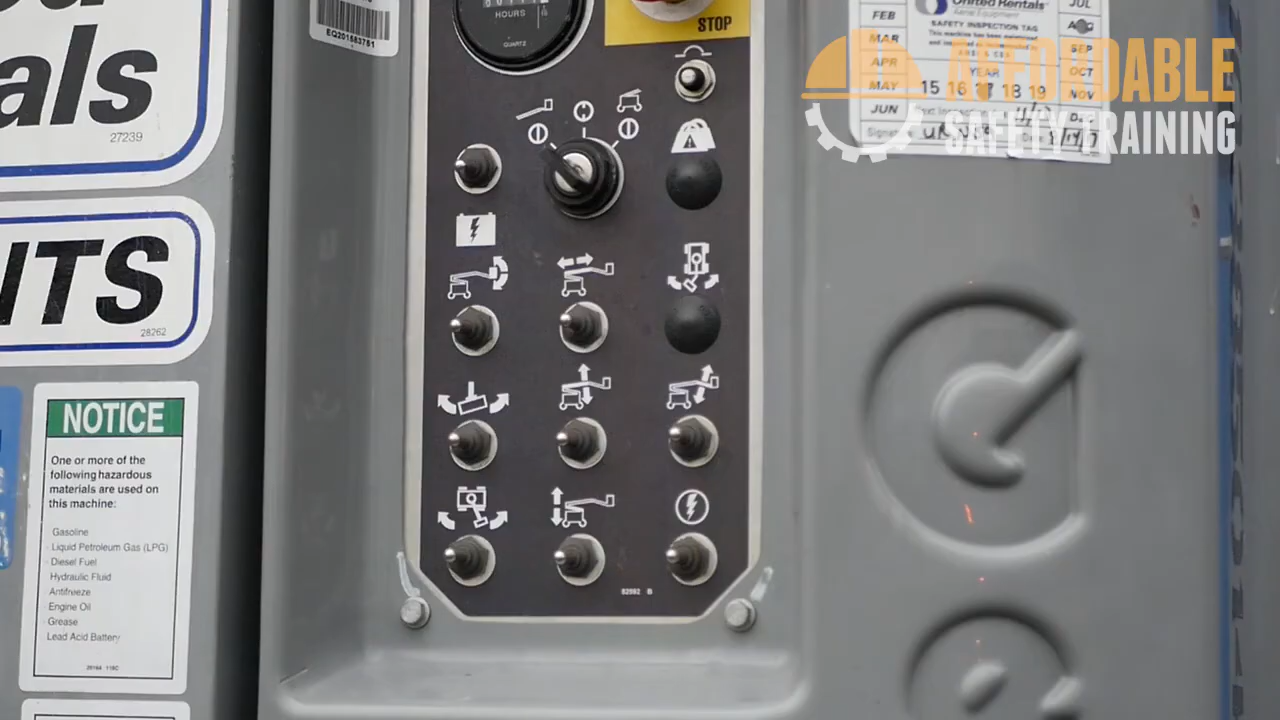 als
27239
ITS
28262
NOTICE
One or more of the
following hazardous
materials are used on
this machine:
Gasoline
Liquid Petroleum Gas (LPG)
Diesel Fuel
Hydraulic Fluid
Antifreeze
Engine Oil
Grease
Lead Acid Battery
EQ201583761
HOURS
QUARTZ
STOP
United Rentals
SAFETY INSPECTION TAG
FEB
MAR
APR
MAY
JUN
JUL
SEP
OCT
NOV
YEAR
15 16 17 18 19
AFFORDABLE
SAFETY TRAINING